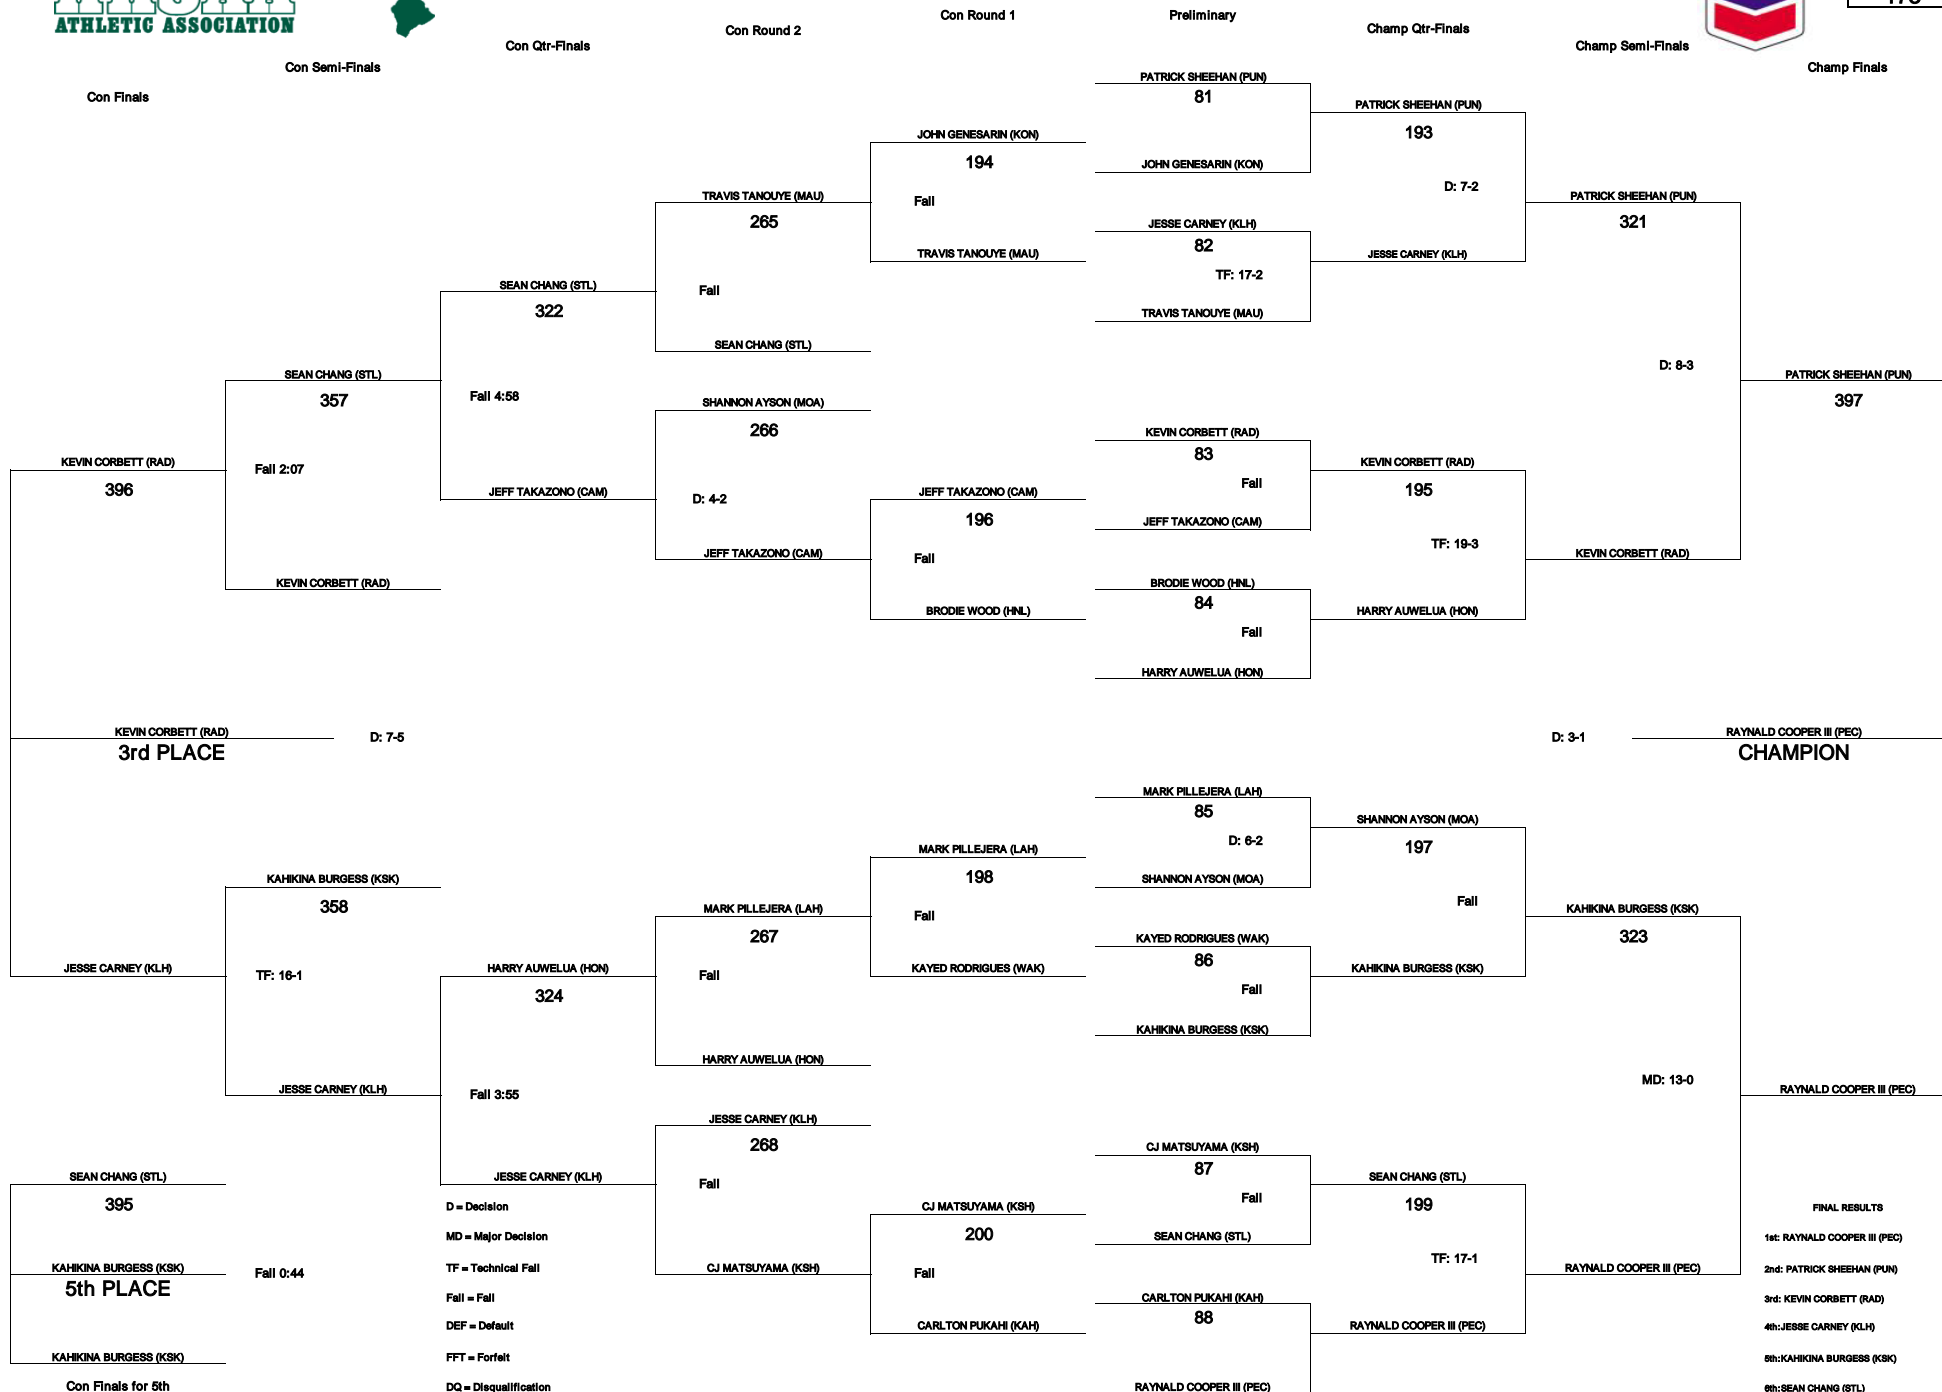 ATHLETIC ASSOCIATION
Con Finals
Con Semi-Finals
Con Qtr-Finals
Con Round 2
Con Round 1
Preliminary
Champ Qtr-Finals
Champ Semi-Finals
Champ Finals
KEVIN CORBETT (RAD)
396
KEVIN CORBETT (RAD)
3rd PLACE
D: 7-5
JESSE CARNEY (KLH)
SEAN CHANG (STL)
395
KAHIKINA BURGESS (KSK)
5th PLACE
Fall 0:44
KAHIKINA BURGESS (KSK)
Con Finals for 5th
SEAN CHANG (STL)
357
Fall 2:07
KEVIN CORBETT (RAD)
KAHIKINA BURGESS (KSK)
358
TF: 16-1
JESSE CARNEY (KLH)
SEAN CHANG (STL)
322
Fall 4:58
JEFF TAKAZONO (CAM)
HARRY AUWELUA (HON)
324
Fall 3:55
JESSE CARNEY (KLH)
D = Decision
MD = Major Decision
TF = Technical Fall
Fall = Fall
DEF = Default
FFT = Forfeit
DQ = Disqualification
TRAVIS TANOUYE (MAU)
265
Fall
SEAN CHANG (STL)
SHANNON AYSON (MOA)
266
D: 4-2
JEFF TAKAZONO (CAM)
MARK PILLEJERA (LAH)
267
Fall
HARRY AUWELUA (HON)
JESSE CARNEY (KLH)
268
Fall
CJ MATSUYAMA (KSH)
JOHN GENESARIN (KON)
194
Fall
TRAVIS TANOUYE (MAU)
JEFF TAKAZONO (CAM)
196
Fall
BRODIE WOOD (HNL)
MARK PILLEJERA (LAH)
198
Fall
KAYED RODRIGUES (WAK)
CJ MATSUYAMA (KSH)
200
Fall
CARLTON PUKAHI (KAH)
PATRICK SHEEHAN (PUN)
81
JOHN GENESARIN (KON)
JESSE CARNEY (KLH)
82
TF: 17-2
TRAVIS TANOUYE (MAU)
KEVIN CORBETT (RAD)
83
Fall
JEFF TAKAZONO (CAM)
BRODIE WOOD (HNL)
84
Fall
HARRY AUWELUA (HON)
MARK PILLEJERA (LAH)
85
D: 6-2
SHANNON AYSON (MOA)
KAYED RODRIGUES (WAK)
86
Fall
KAHIKINA BURGESS (KSK)
CJ MATSUYAMA (KSH)
87
Fall
SEAN CHANG (STL)
CARLTON PUKAHI (KAH)
88
RAYNALD COOPER III (PEC)
PATRICK SHEEHAN (PUN)
193
D: 7-2
JESSE CARNEY (KLH)
KEVIN CORBETT (RAD)
195
TF: 19-3
HARRY AUWELUA (HON)
SHANNON AYSON (MOA)
197
Fall
KAHIKINA BURGESS (KSK)
SEAN CHANG (STL)
199
TF: 17-1
RAYNALD COOPER III (PEC)
PATRICK SHEEHAN (PUN)
321
D: 8-3
KEVIN CORBETT (RAD)
KAHIKINA BURGESS (KSK)
323
MD: 13-0
RAYNALD COOPER III (PEC)
PATRICK SHEEHAN (PUN)
397
D: 3-1
RAYNALD COOPER III (PEC)
CHAMPION
RAYNALD COOPER III (PEC)
FINAL RESULTS
1st: RAYNALD COOPER III (PEC)
2nd: PATRICK SHEEHAN (PUN)
3rd: KEVIN CORBETT (RAD)
4th:JESSE CARNEY (KLH)
5th:KAHIKINA BURGESS (KSK)
6th:SEAN CHANG (STL)